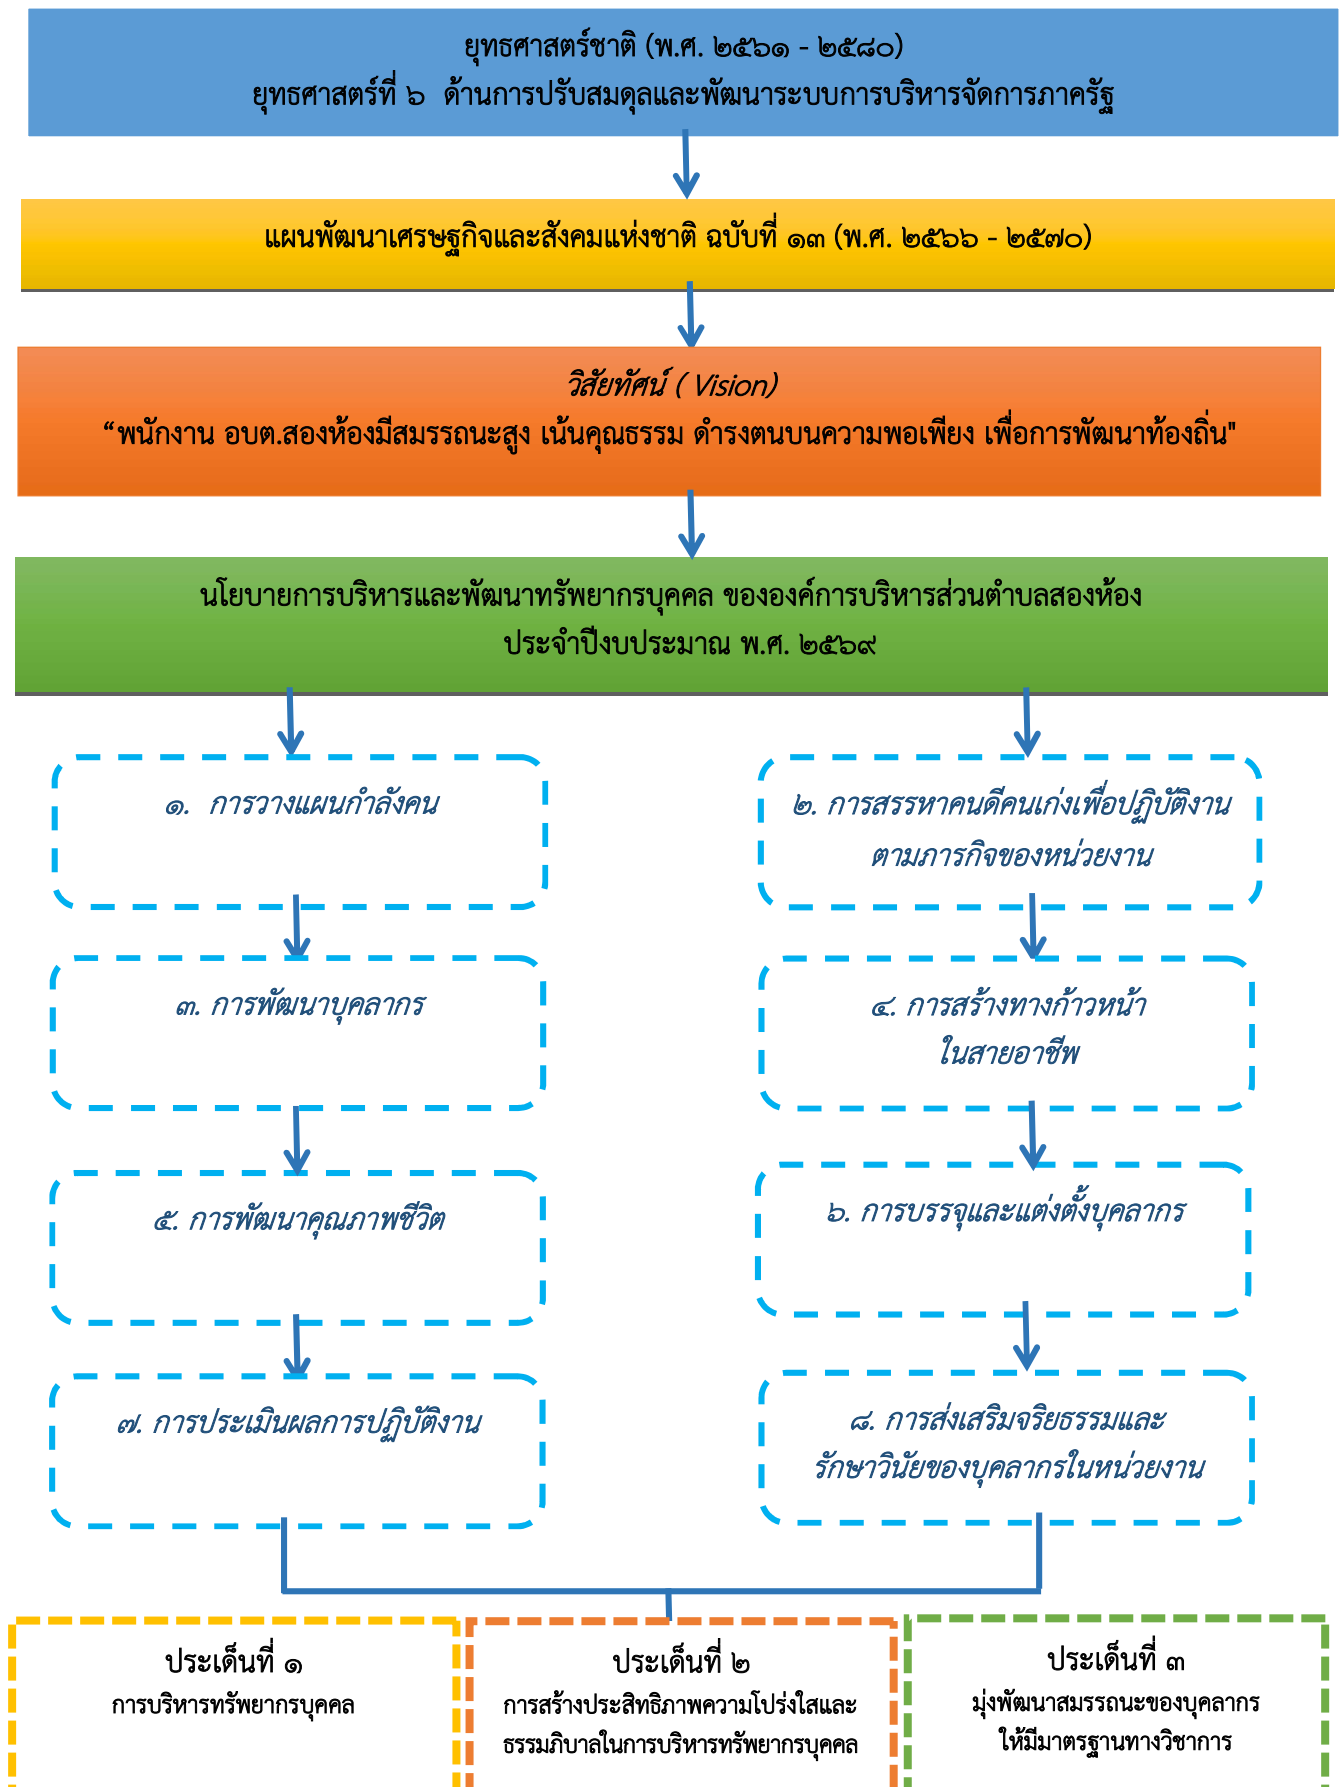 ยุทธศาสตร์ชาติ (พ.ศ. ๒๕๖๑ - ๒๕๘๐)
ยุทธศาสตร์ที่ ๖ ด้านการปรับสมดุลและพัฒนาระบบการบริหารจัดการภาครัฐ
แผนพัฒนาเศรษฐกิจและสังคมแห่งชาติ ฉบับที่ ๑๓ (พ.ศ. ๒๕๖๖ - ๒๕๗๐)
วิสัยทัศน์ ( Vision)
“พนักงาน อบต.สองห้องมีสมรรถนะสูง เน้นคุณธรรม ดำรงตนบนความพอเพียง เพื่อการพัฒนาท้องถิ่น"
นโยบายการบริหารและพัฒนาทรัพยากรบุคคล ขององค์การบริหารส่วนตำบลสองห้อง
ประจำปีงบประมาณ พ.ศ. ๒๕๖๙
๑. การวางแผนกำลังคน
๒. การสรรหาคนดีคนเก่งเพื่อปฏิบัติงาน
ตามภารกิจของหน่วยงาน
๓. การพัฒนาบุคลากร
๔. การสร้างทางก้าวหน้า
ในสายอาชีพ
๕. การพัฒนาคุณภาพชีวิต
๖. การบรรจุและแต่งตั้งบุคลากร
๗. การประเมินผลการปฏิบัติงาน
๘. การส่งเสริมจริยธรรมและ
รักษาวินัยของบุคลากรในหน่วยงาน
ประเด็นที่ ๑
การบริหารทรัพยากรบุคคล
ประเด็นที่ ๒
การสร้างประสิทธิภาพความโปร่งใสและ
ธรรมภิบาลในการบริหารทรัพยากรบุคคล
ประเด็นที่ ๓
มุ่งพัฒนาสมรรถนะของบุคลากร
ให้มีมาตรฐานทางวิชาการ